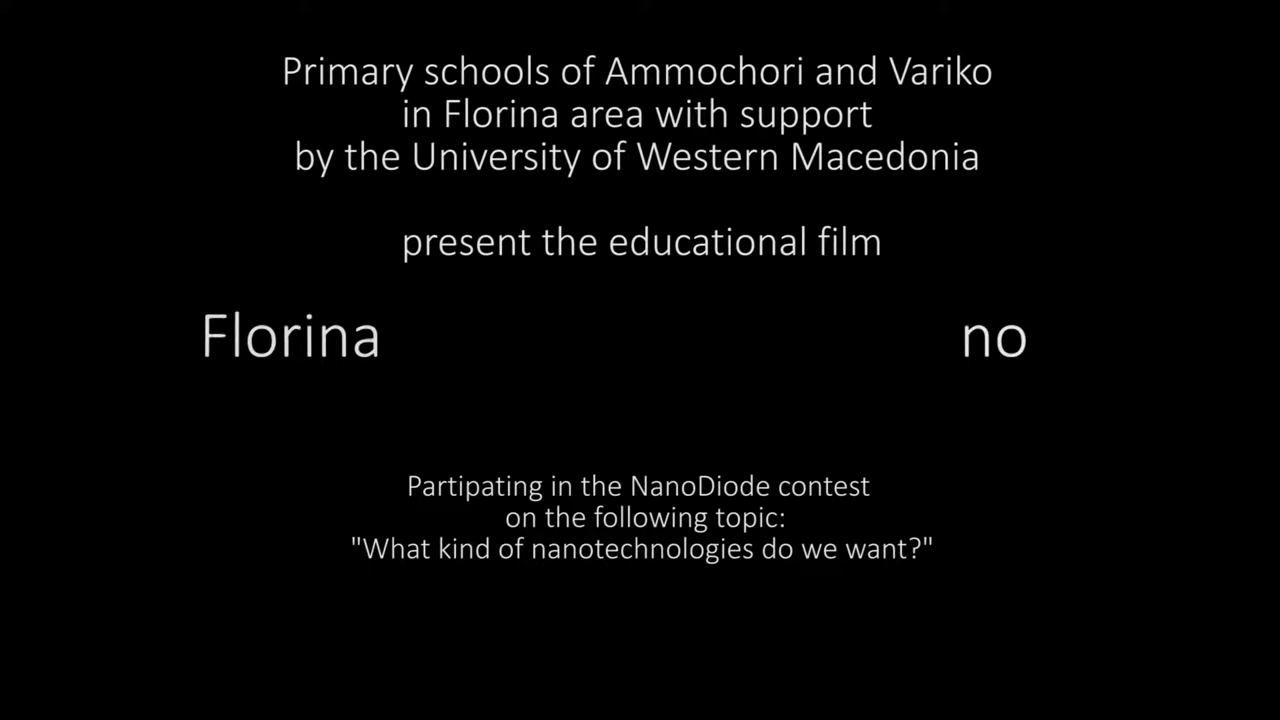 Primary schools of Ammochori and Variko
in Florina area with support
by the University of Western Macedonia
present the educational film
Florina no
Partipating in the NanoDiode contest
on the following topic:
"What kind of nanotechnologies do we want?"